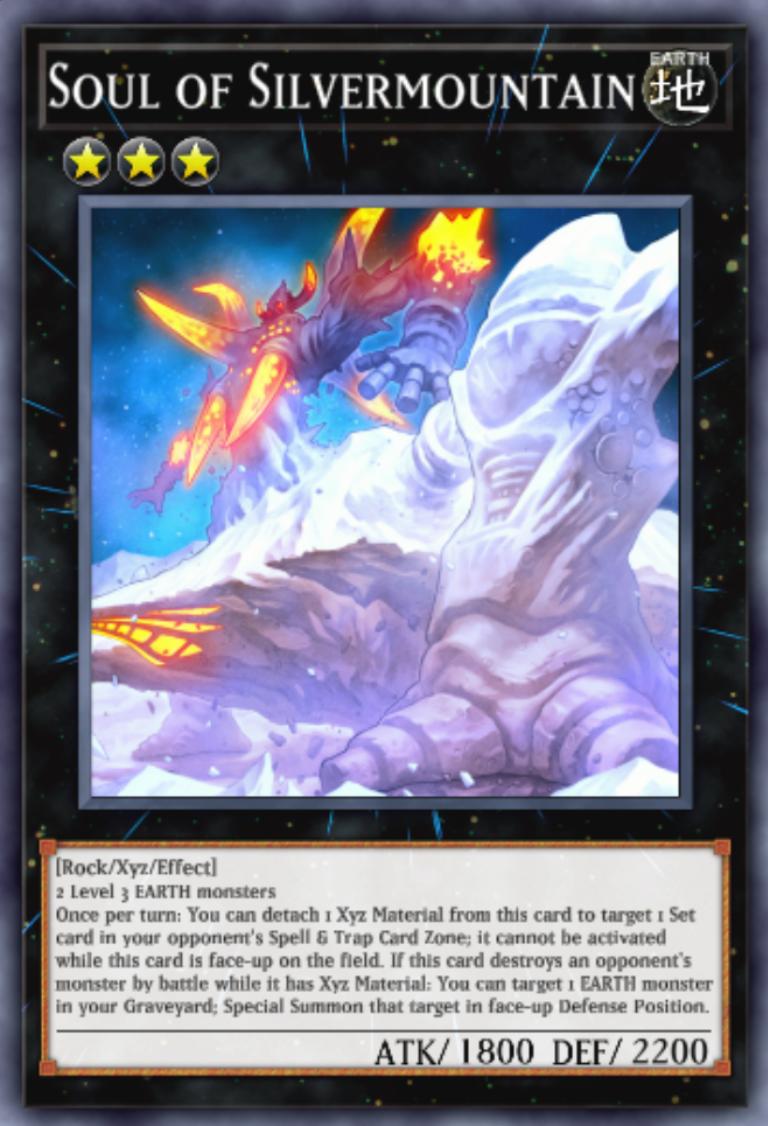 SOUL OF SILVERMOUNTAIN
EARTH
地
[Rock/Xyz/Effect]
2 Level 3 EARTH monsters
Once per turn: You can detach 1 Xyz Material from this card to target 1 Set
card in your opponent's Spell & Trap Card Zone; it cannot be activated
while this card is face-up on the field. If this card destroys an opponent's
monster by battle while it has Xyz Material: You can target 1 EARTH monster
in your Graveyard; Special Summon that target in face-up Defense Position.
ATK/ 1800 DEF/ 2200